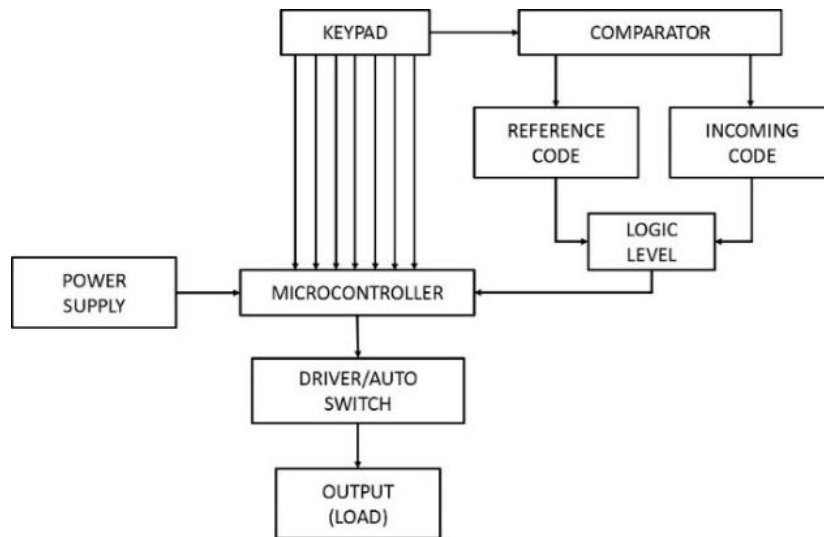 KEYPAD
COMPARATOR
REFERENCE
CODE
INCOMING
CODE
LOGIC
LEVEL
POWER
SUPPLY
MICROCONTROLLER
DRIVER/AUTO
SWITCH
OUTPUT
(LOAD)